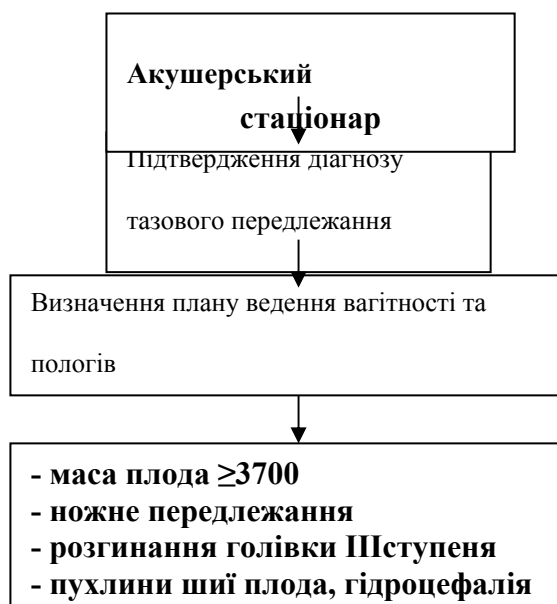 Акушерський
стаціонар
Підтвердження діагнозу
тазового передлежання
Визначення плану ведення вагітності та
пологів
- маса плода ≥3700
- ножне передлежання
- розгинання голівки ІІІступеня
- пухлини шиї плода, гідроцефалія